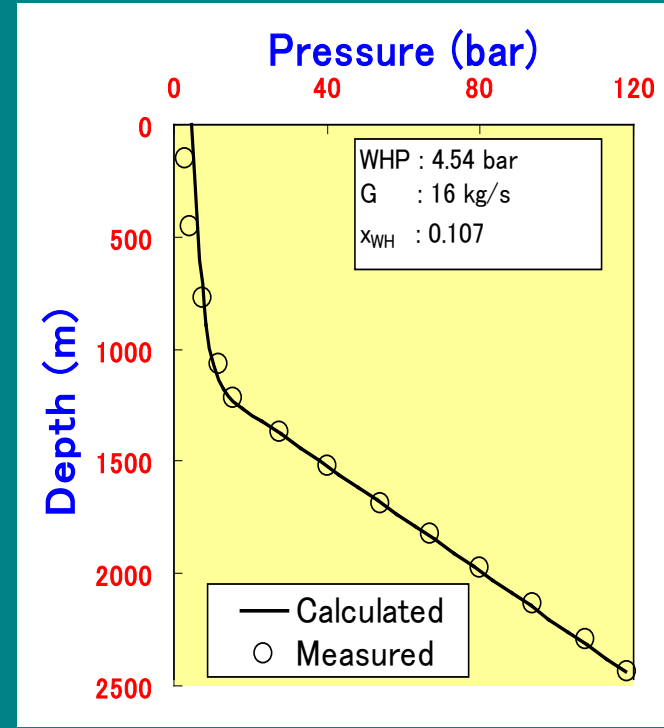 Pressure (bar)
0 40 80 120
0
500
1000
1500
2000
2500
Depth (m)
WHP : 4.54 bar
G : 16 kg/s
xWH : 0.107
Calculated
Measured